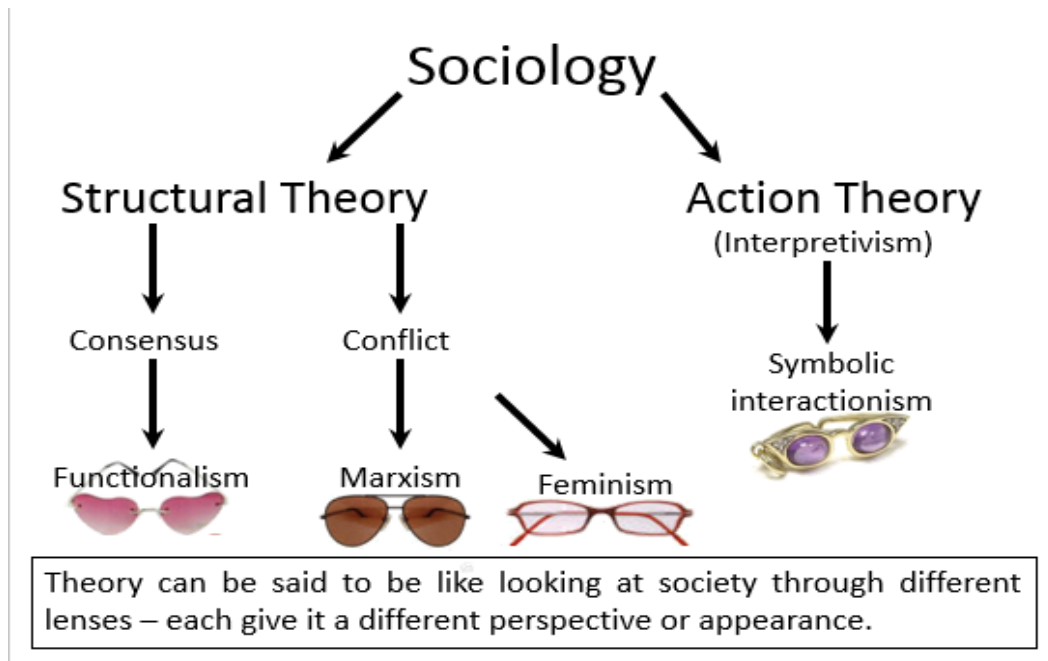 Sociology
Structural Theory
Action Theory
(Interpretivism)
Consensus
Conflict
Symbolic
interactionism
Functionalism
Marxism
Feminism
Theory can be said to be like looking at society through different
lenses – each give it a different perspective or appearance.